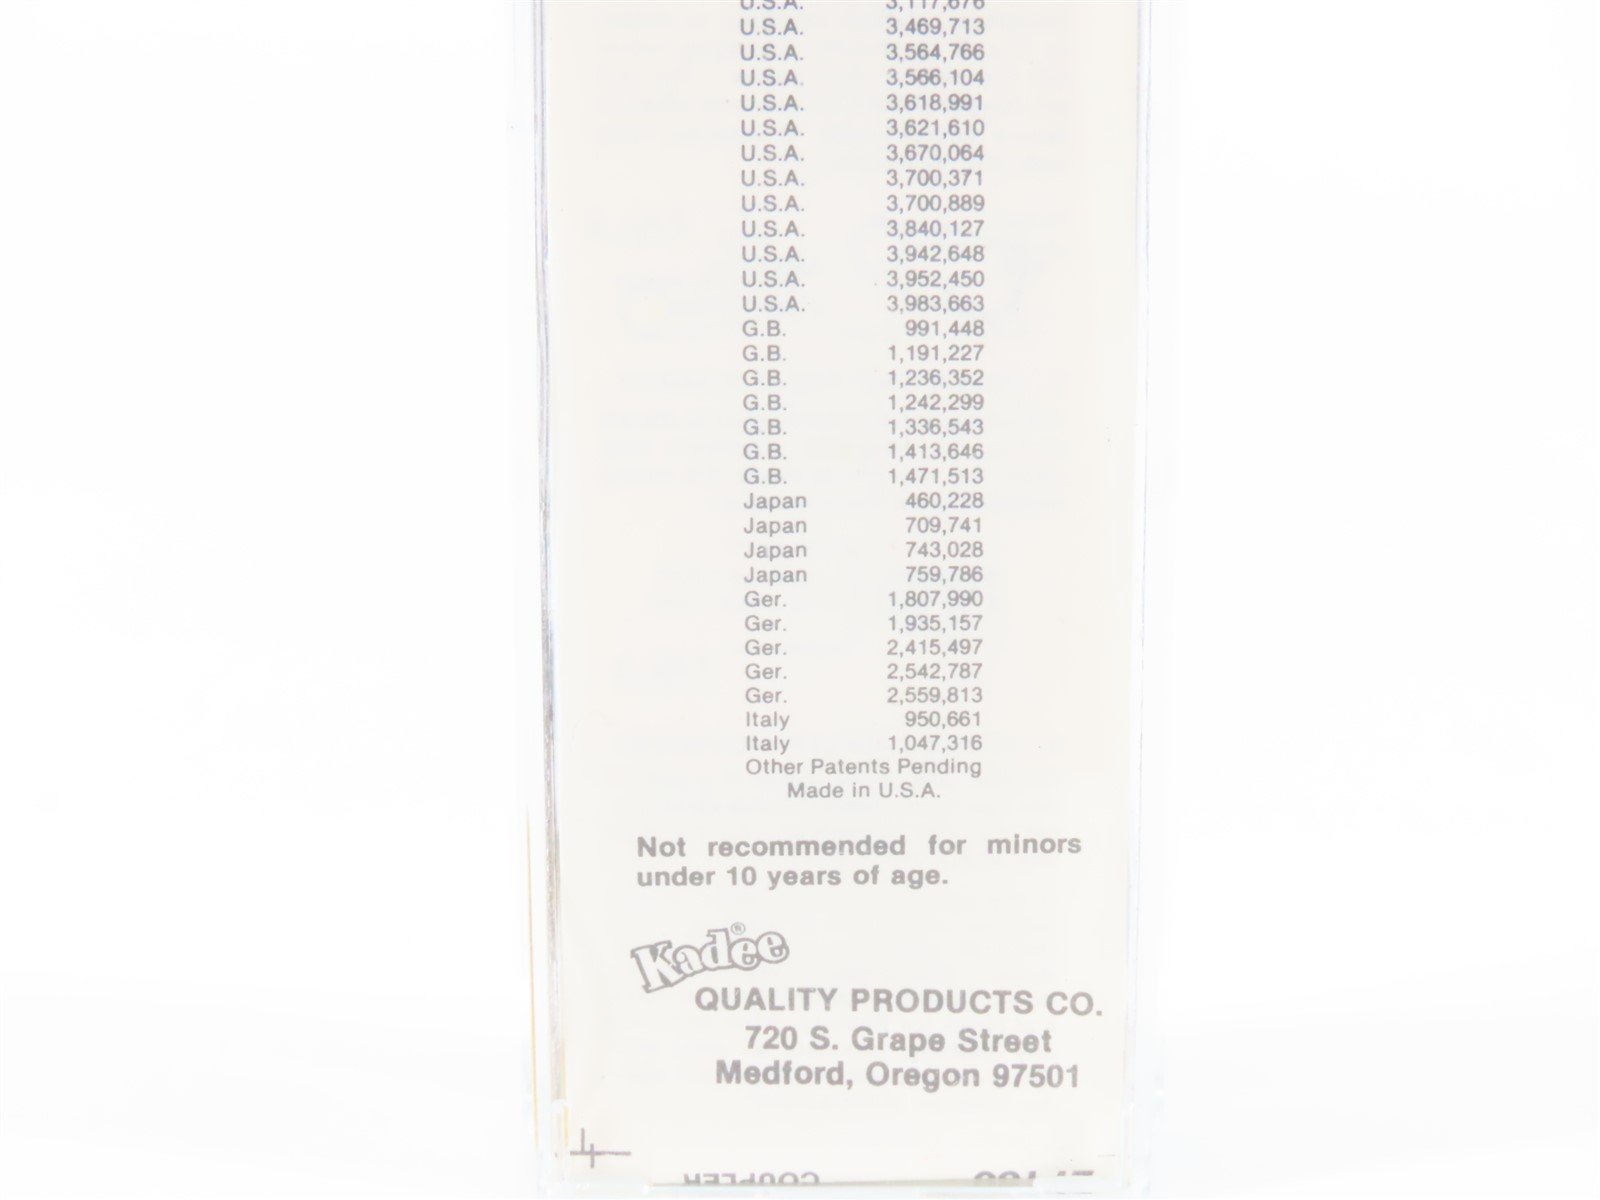 U.S.A. 3,117,676
U.S.A. 3,469,713
U.S.A. 3,564,766
U.S.A. 3,566,104
U.S.A. 3,618,991
U.S.A. 3,621,610
U.S.A. 3,670,064
U.S.A. 3,700,371
U.S.A. 3,700,889
U.S.A. 3,840,127
U.S.A. 3,942,648
U.S.A. 3,952,450
U.S.A. 3,983,663
G.B. 991,448
G.B. 1,191,227
G.B. 1,236,352
G.B. 1,242,299
G.B. 1,336,543
G.B. 1,413,646
G.B. 1,471,513
Japan 460,228
Japan 709,741
Japan 743,028
Japan 759,786
Ger. 1,807,990
Ger. 1,935,157
Ger. 2,415,497
Ger. 2,542,787
Ger. 2,559,813
Italy 950,661
Italy 1,047,316
Other Patents Pending
Made in U.S.A.
Not recommended for minors
under 10 years of age.
Kadee®
QUALITY PRODUCTS CO.
720 S. Grape Street
Medford, Oregon 97501
COUPLER